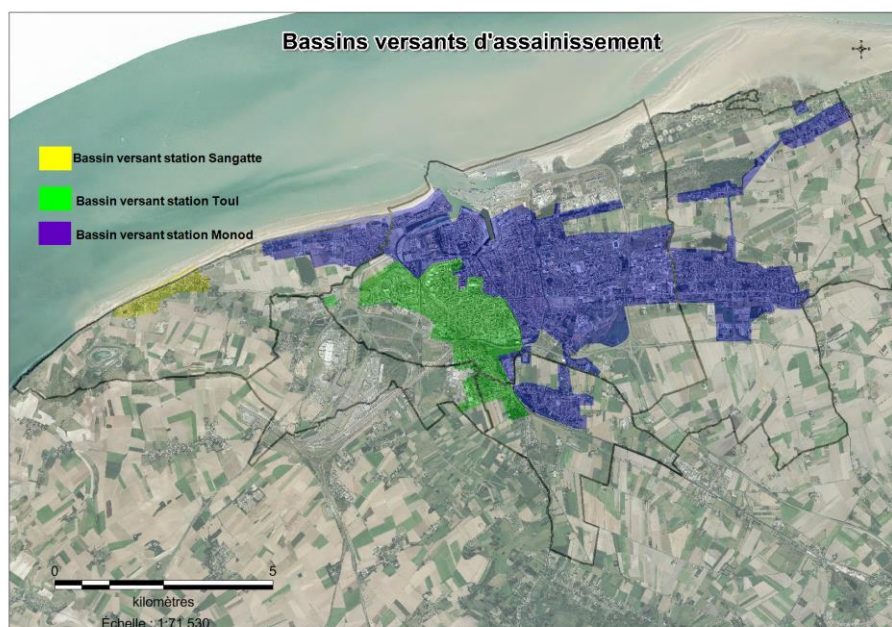 Bassins versants d'assainissement
Bassin versant station Sangatte
Bassin versant station Toul
Bassin versant station Monod
0 5
kilomètres
Échelle : 1:71 530